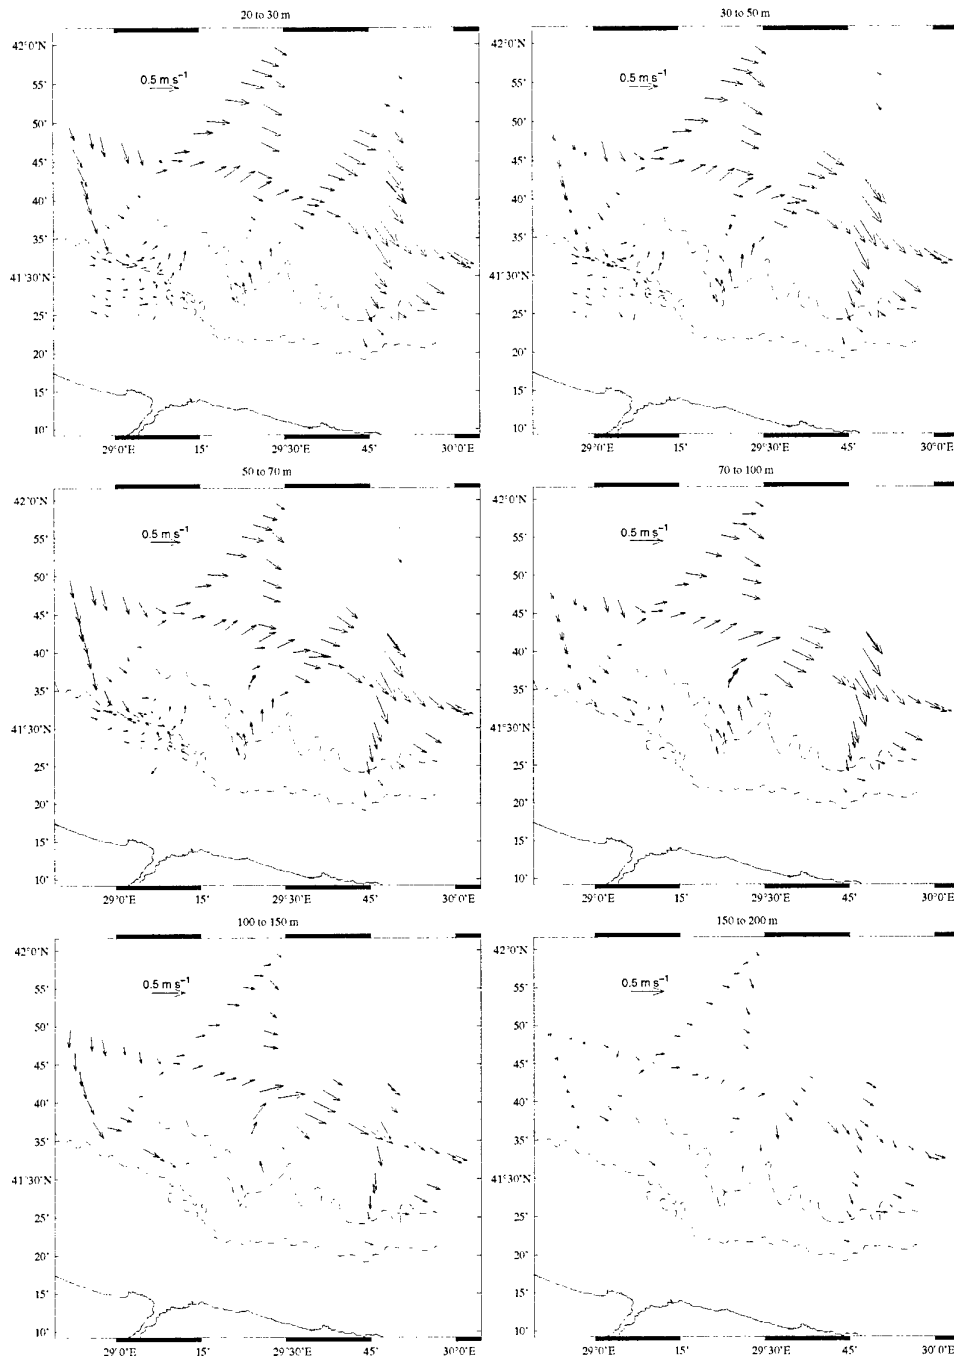 20 to 30 m
30 to 50 m
42°0'N
55'
50'
45'
40'
35'
41°30'N
25'
20'
15'
10'
0.5 m s⁻¹
29°0'E
15'
29°30'E
45'
30°0'E
42°0'N
55'
50'
45'
40'
35'
41°30'N
25'
20'
15'
10'
0.5 m s⁻¹
29°0'E
15'
29°30'E
45'
30°0'E
50 to 70 m
70 to 100 m
42°0'N
55'
50'
45'
40'
35'
41°30'N
25'
20'
15'
10'
0.5 m s⁻¹
29°0'E
15'
29°30'E
45'
30°0'E
42°0'N
55'
50'
45'
40'
35'
41°30'N
25'
20'
15'
10'
0.5 m s⁻¹
29°0'E
15'
29°30'E
45'
30°0'E
100 to 150 m
150 to 200 m
42°0'N
55'
50'
45'
40'
35'
41°30'N
25'
20'
15'
10'
0.5 m s⁻¹
29°0'E
15'
29°30'E
45'
30°0'E
42°0'N
55'
50'
45'
40'
35'
41°30'N
25'
20'
15'
10'
0.5 m s⁻¹
29°0'E
15'
29°30'E
45'
30°0'E